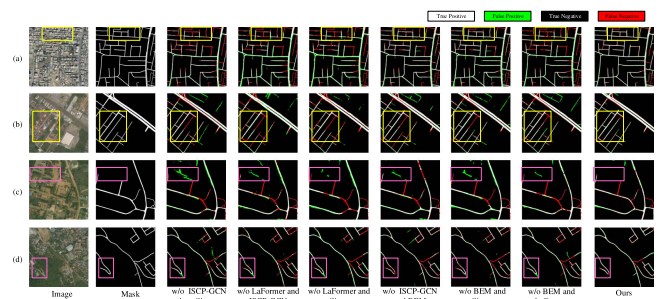 True Positive False Positive True Negative False Negative
(a)
(b)
(c)
(d)
Image Mask w/o ISCP-GCN w/o LaFormer and w/o LaFormer and w/o ISCP-GCN w/o BEM and w/o BEM and Ours